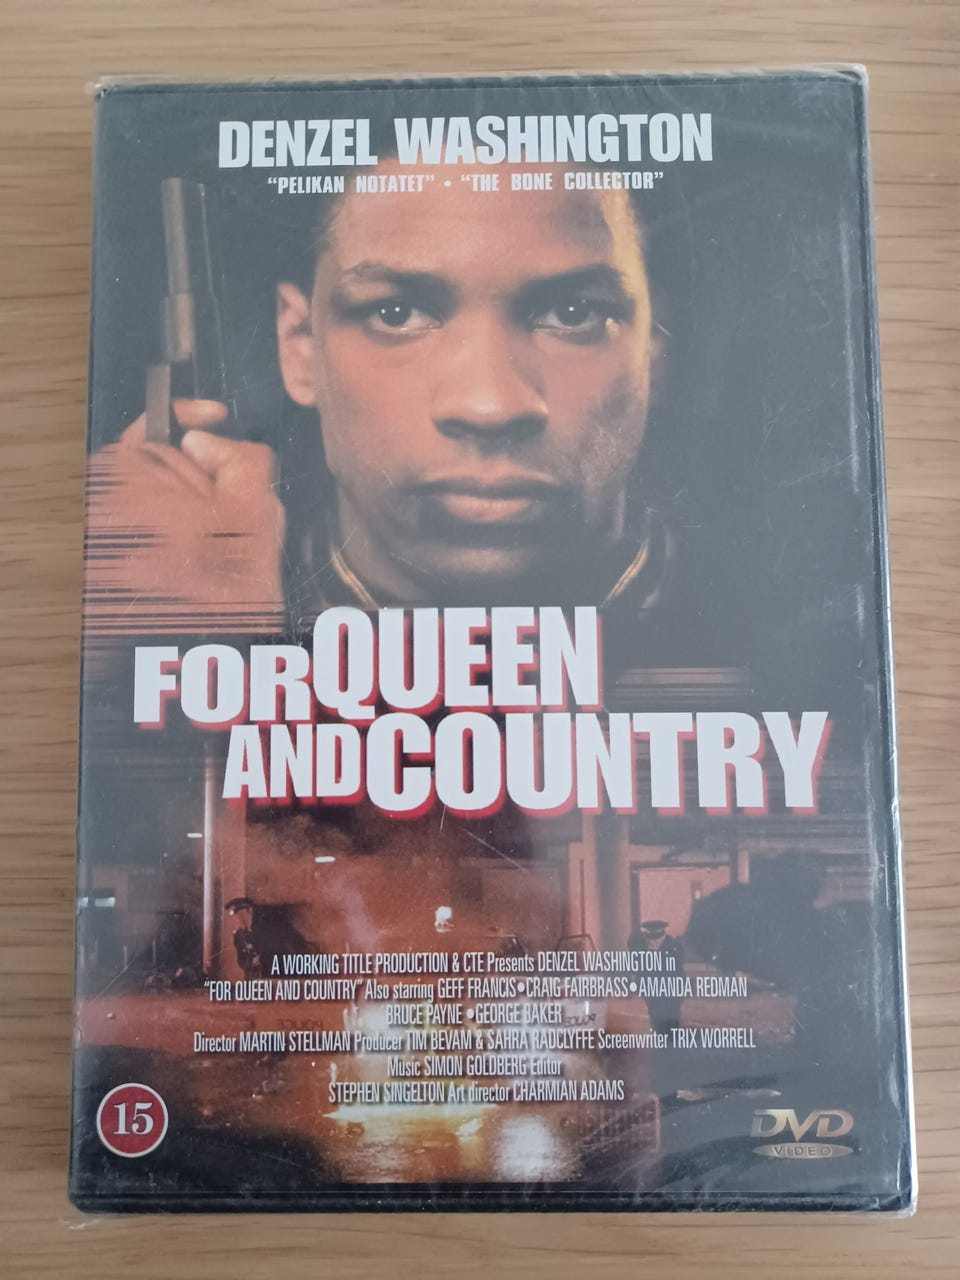 DENZEL WASHINGTON
"PELIKAN NOTATET" • "THE BONE COLLECTOR"
FOR QUEEN
AND COUNTRY
A WORKING TITLE PRODUCTION & CTE Presents DENZEL WASHINGTON in
"FOR QUEEN AND COUNTRY" Also starring GEFF FRANCIS•CRAIG FAIRBRASS•AMANDA REDMAN
BRUCE PAYNE •GEORGE BAKER
Director MARTIN STELLMAN Producer TIM BEVAM & SAHRA RADCLYFFE Screenwriter TRIX WORRELL
Music SIMON GOLDBERG Editor
STEPHEN SINGELTON Art director CHARMIAN ADAMS
15
DVD
VIDEO